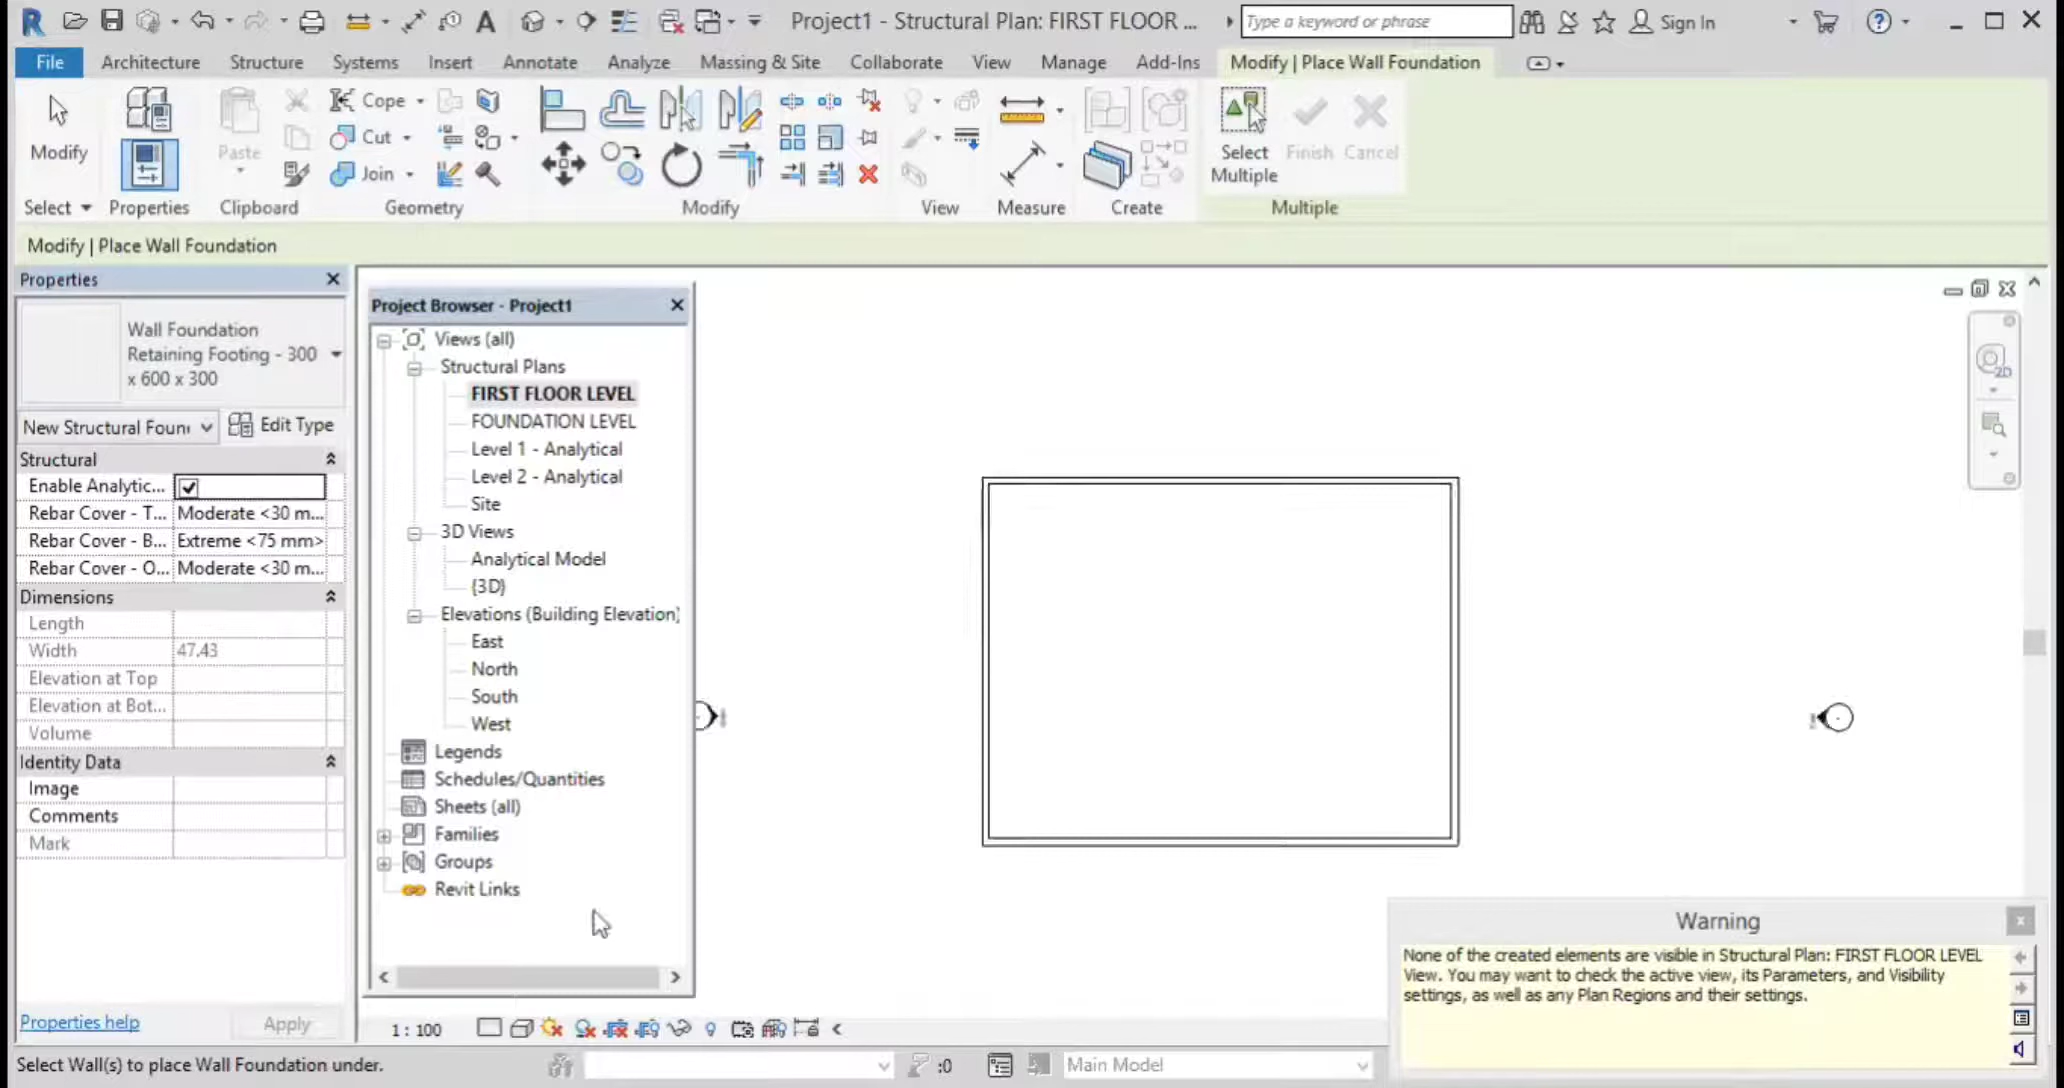 Project1 - Structural Plan: FIRST FLOOR ...
Type a keyword or phrase
Sign In
File
Architecture
Structure
Systems
Insert
Annotate
Analyze
Massing & Site
Collaborate
View
Manage
Add-Ins
Modify | Place Wall Foundation
Modify
Paste
Cope
Cut
Join
Select Multiple
Finish
Cancel
Select
Properties
Clipboard
Geometry
Modify
View
Measure
Create
Multiple
Modify | Place Wall Foundation
Properties
Wall Foundation
Retaining Footing - 300
x 600 x 300
New Structural Foun
Edit Type
Structural
Enable Analytic...
Rebar Cover - T... Moderate <30 m...
Rebar Cover - B... Extreme <75 mm>
Rebar Cover - O... Moderate <30 m...
Dimensions
Length
Width 47.43
Elevation at Top
Elevation at Bot...
Volume
Identity Data
Image
Comments
Mark
Properties help
Apply
Project Browser - Project1
Views (all)
Structural Plans
FIRST FLOOR LEVEL
FOUNDATION LEVEL
Level 1 - Analytical
Level 2 - Analytical
Site
3D Views
Analytical Model
{3D}
Elevations (Building Elevation)
East
North
South
West
Legends
Schedules/Quantities
Sheets (all)
Families
Groups
Revit Links
2D
Warning
None of the created elements are visible in Structural Plan: FIRST FLOOR LEVEL
View. You may want to check the active view, its Parameters, and Visibility
settings, as well as any Plan Regions and their settings.
1 : 100
Select Wall(s) to place Wall Foundation under.
:0
Main Model